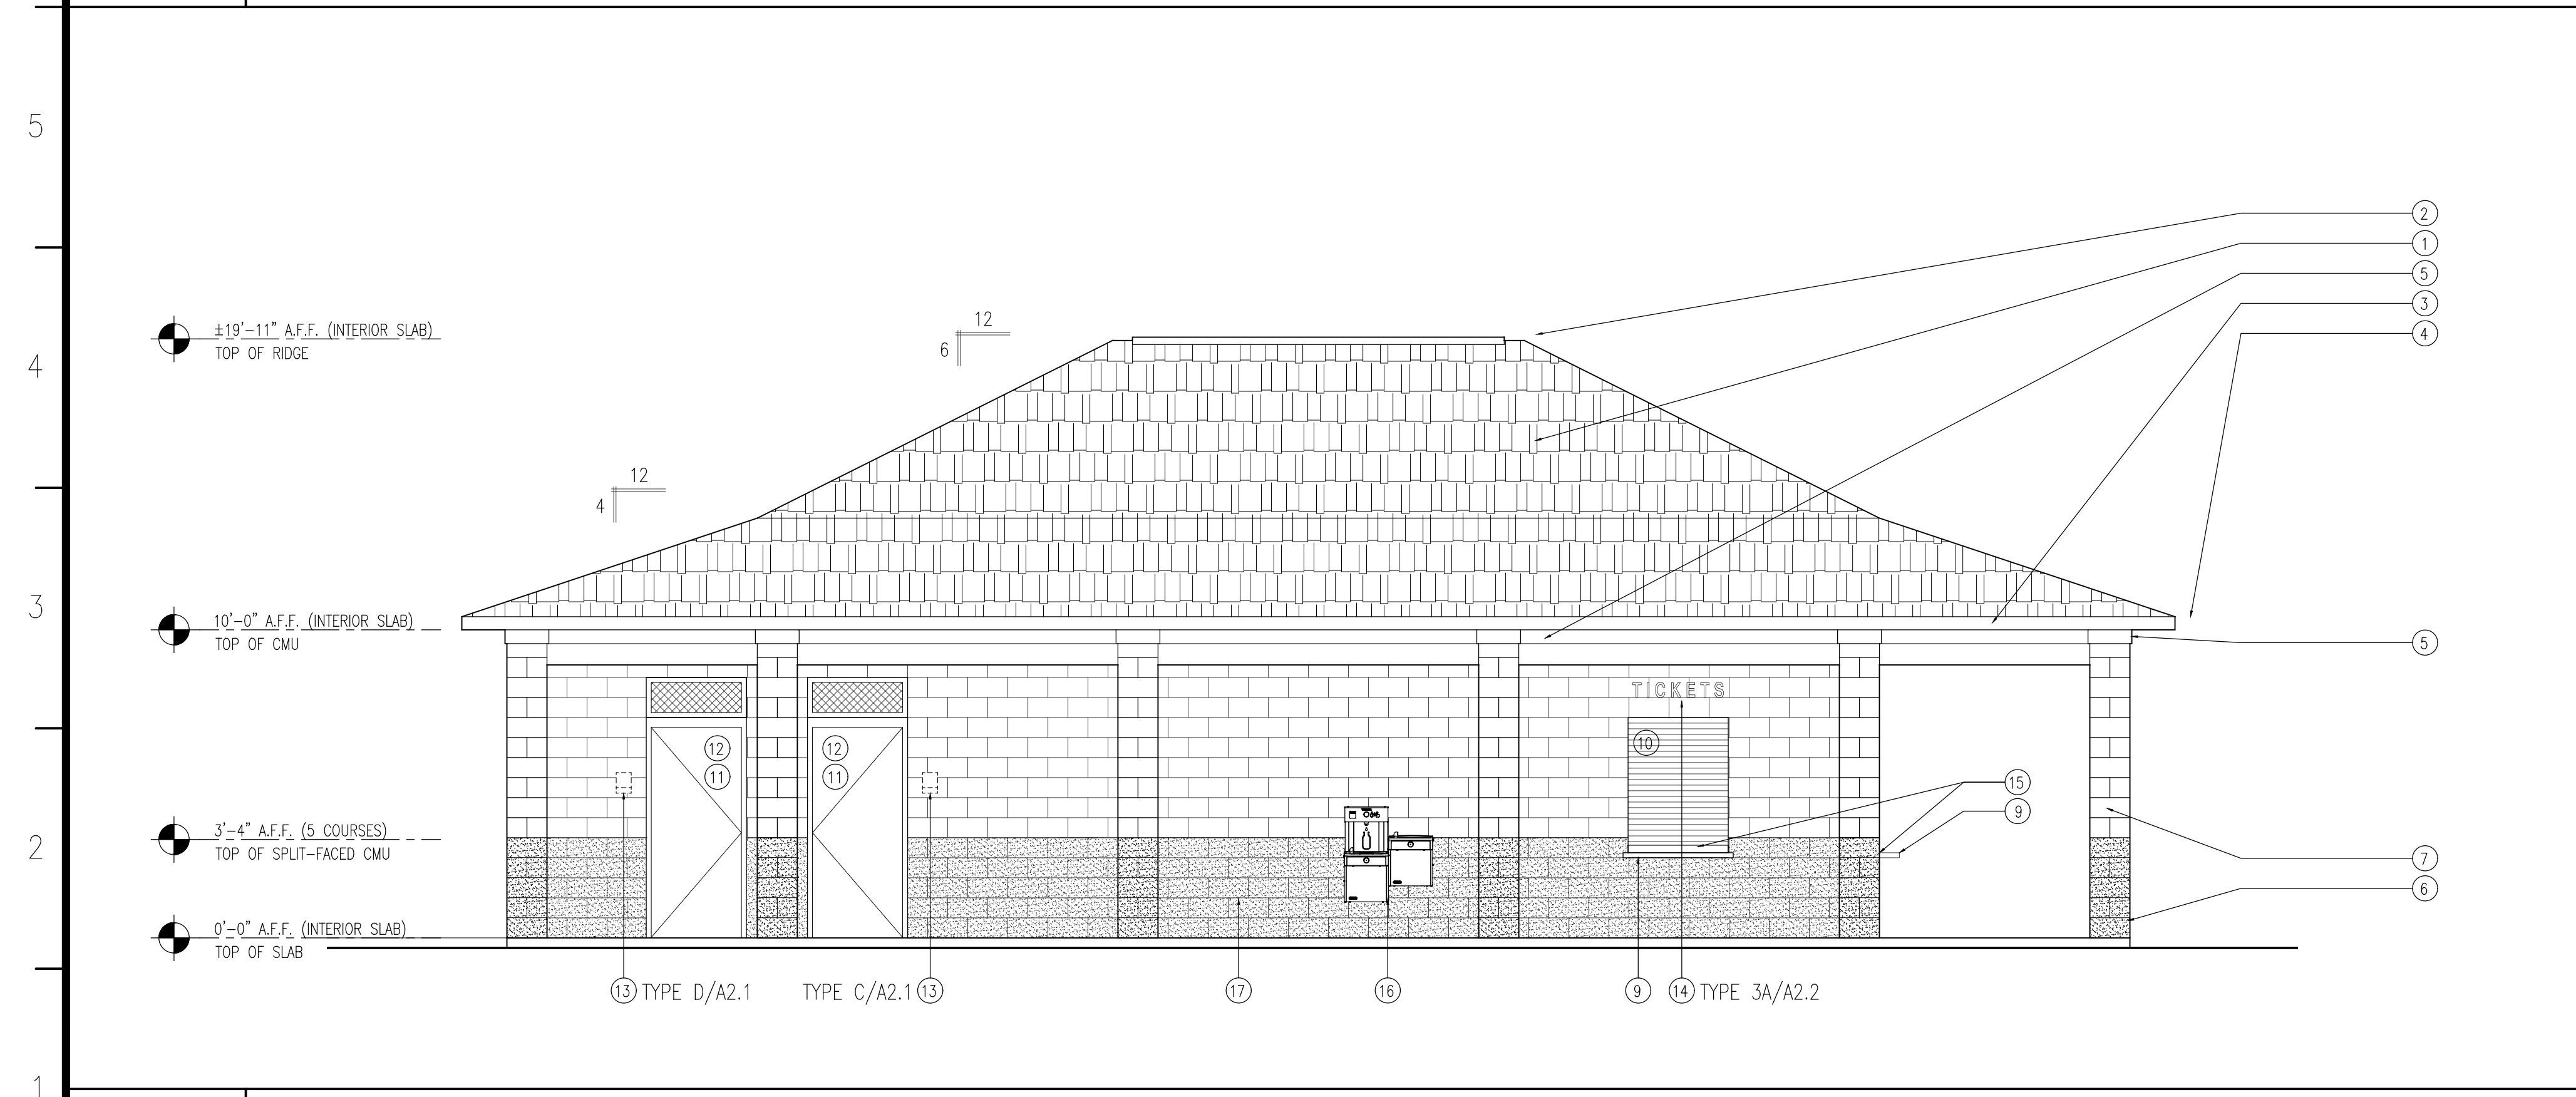 5
2
1
5
3
4
±19'-11" A.F.F. (INTERIOR SLAB)
TOP OF RIDGE
12
6
4
12
4
3
10'-0" A.F.F. (INTERIOR SLAB)
TOP OF CMU
5
TICKETS
12
12
10
11
11
15
9
3'-4" A.F.F. (5 COURSES)
TOP OF SPLIT-FACED CMU
2
7
6
0'-0" A.F.F. (INTERIOR SLAB)
TOP OF SLAB
13 TYPE D/A2.1
TYPE C/A2.1 13
17
16
9
14 TYPE 3A/A2.2
1